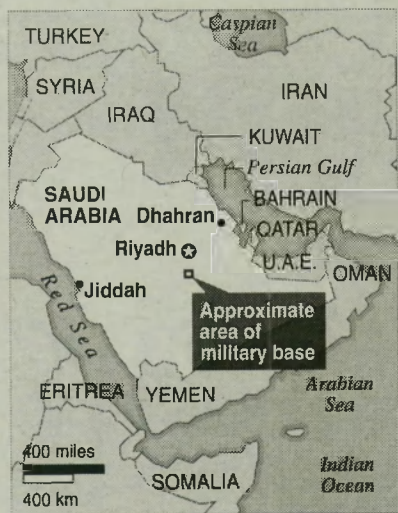 Caspian
Sea
TURKEY
SYRIA
IRAN
IRAQ
KUWAIT
Persian Gulf
SAUDI
ARABIA
Dhahran
BAHRAIN
QATAR
Riyadh
U.A.E.
OMAN
Jiddah
Red Sea
Approximate
area of
military base
ERITREA
YEMEN
Arabian
Sea
400 miles
400 km
SOMALIA
Indian
Ocean